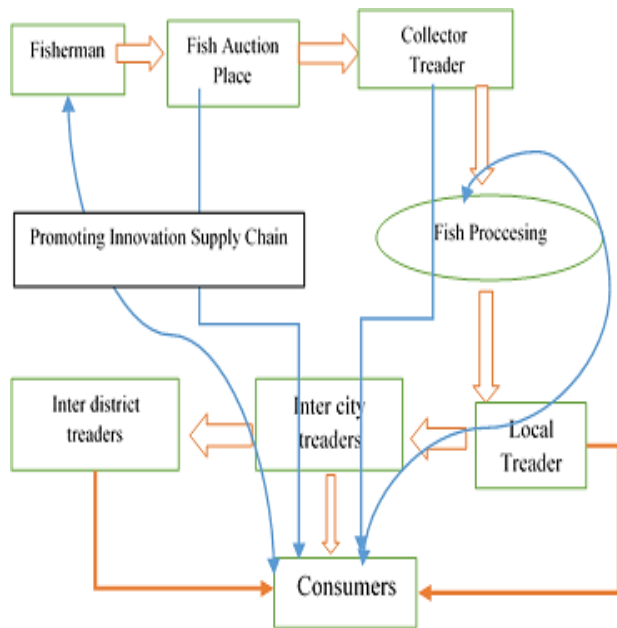 Fisherman
Fish Auction
Place
Collector
Treader
Promoting Innovation Supply Chain
Fish Proccesing
Inter district
treaders
Inter city
treaders
Local
Treader
Consumers